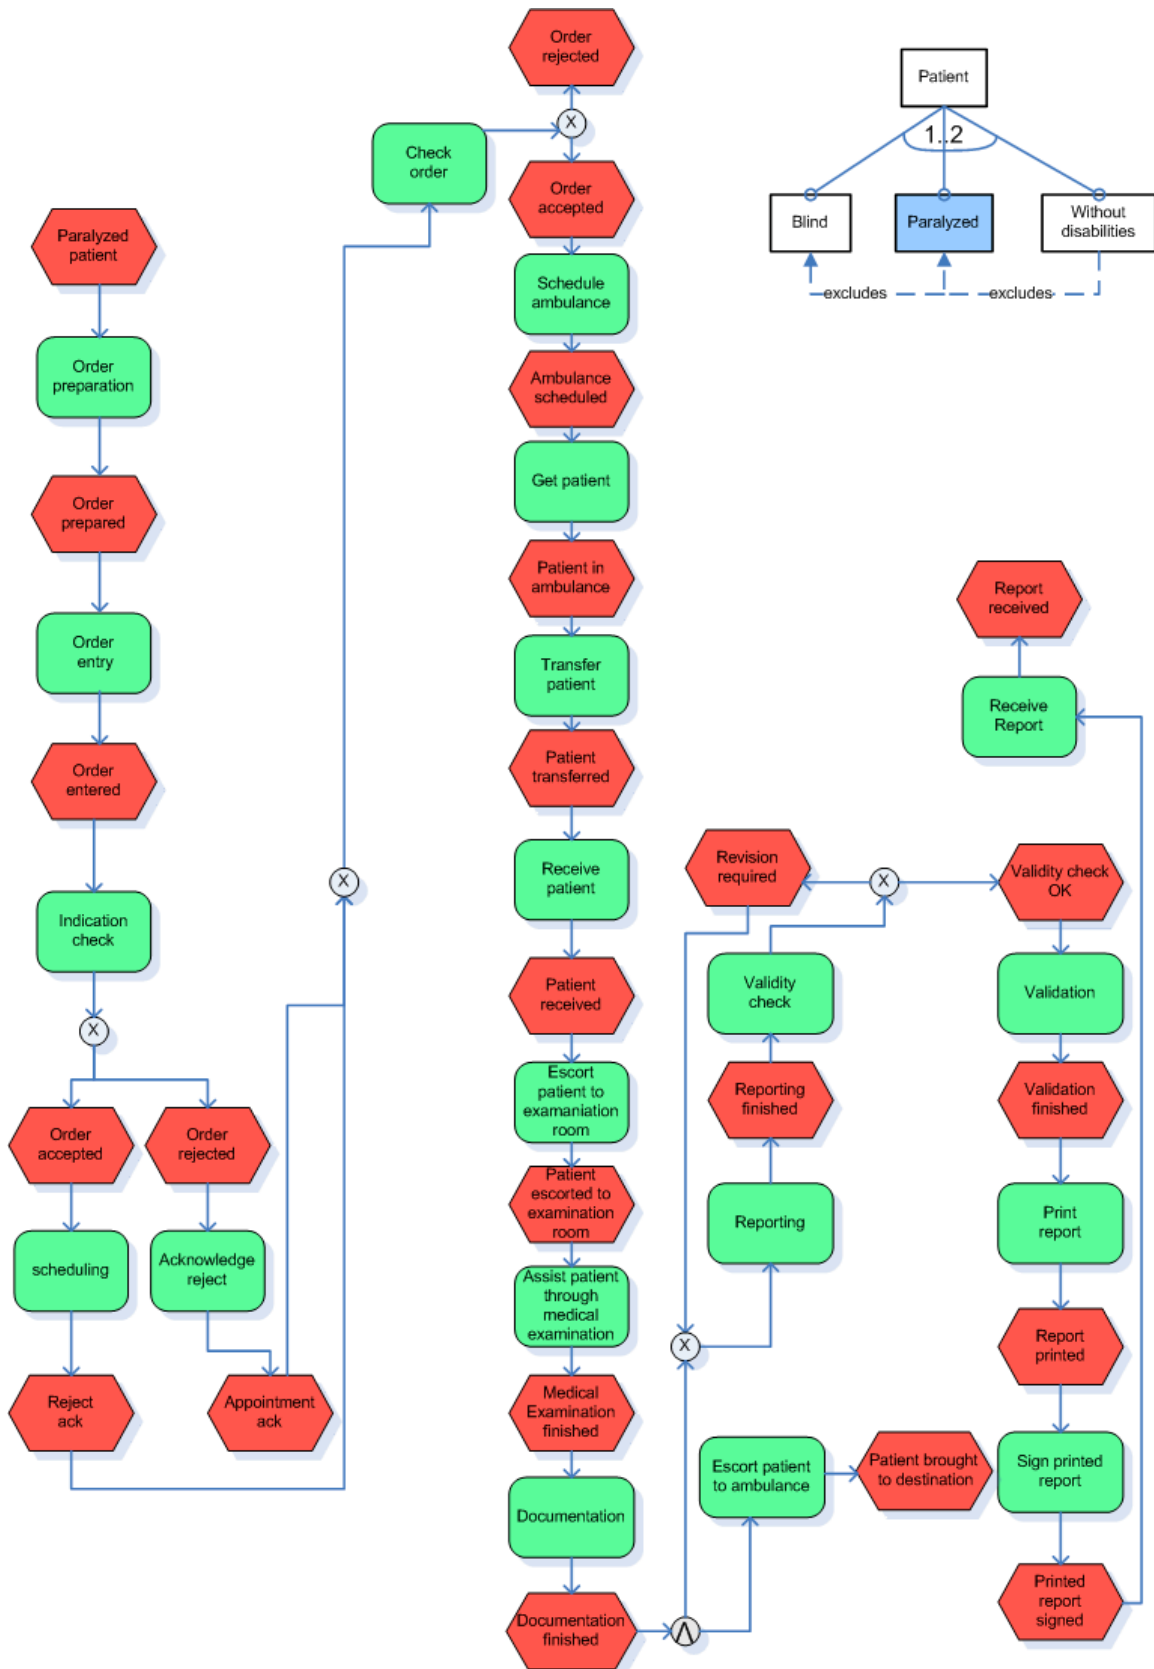 Order
rejected
X
Check
order
Order
accepted
Patient
1..2
Blind
Paralyzed
Without
disabilities
excludes
excludes
Paralyzed
patient
Order
preparation
Order
prepared
Order
entry
Order
entered
Indication
check
X
Order
accepted
Order
rejected
scheduling
Acknowledge
reject
Reject
ack
Appointment
ack
X
Schedule
ambulance
Ambulance
scheduled
Get patient
Patient in
ambulance
Transfer
patient
Patient
transferred
Receive
patient
Patient
received
Escort
patient to
examaniation
room
Patient
escorted to
examination
room
Assist patient
through
medical
examination
Medical
Examination
finished
Documentation
Documentation
finished
Λ
X
Escort patient
to ambulance
Patient brought
to destination
Reporting
Reporting
finished
Validity
check
X
Revision
required
Validity check
OK
Validation
Validation
finished
Print
report
Report
printed
Sign printed
report
Printed
report
signed
Receive
Report
Report
received